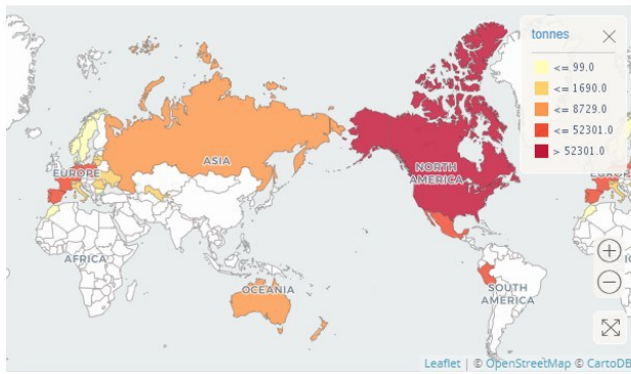 tonnes
<= 99.0
<= 1690.0
<= 8729.0
<= 52301.0
> 52301.0
ASIA
EUROPE
NORTH
AMERICA
AFRICA
OCEANIA
SOUTH
AMERICA
Leaflet | © OpenStreetMap © CartoDB